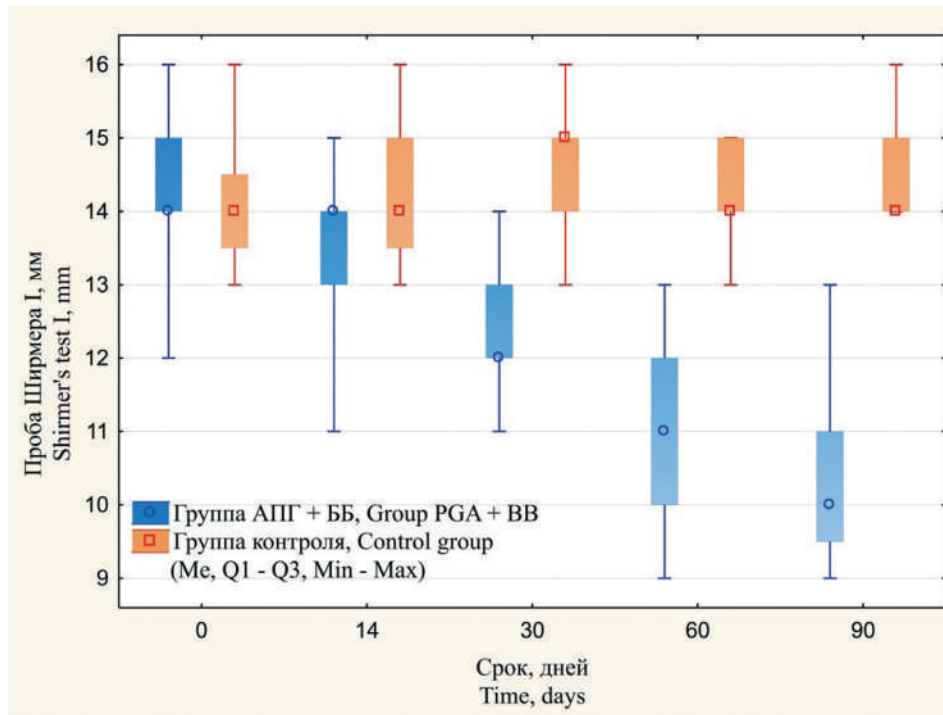 Проба Ширмера I, мм
Shirmer's test I, mm
16
15
14
13
12
11
10
9
Группа АПГ + ББ, Group PGA + BB
Группа контроля, Control group
(Me, Q1 - Q3, Min - Max)
0 14 30 60 90
Срок, дней
Time, days